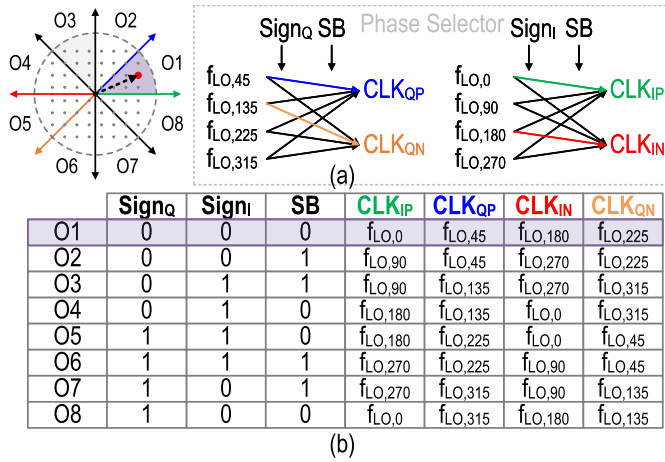 O3 O2
O4 O1
O5 O8
O6 O7
Phase Selector
SignQ SB
fLO,45
fLO,135
fLO,225
fLO,315
CLKQP
CLKQN
SignI SB
fLO,0
fLO,90
fLO,180
fLO,270
CLKIP
CLKIN
(a)
SignQ SignI SB CLKIP CLKQP CLKIN CLKQN
O1 0 0 0 fLO,0 fLO,45 fLO,180 fLO,225
O2 0 0 1 fLO,90 fLO,45 fLO,270 fLO,225
O3 0 1 1 fLO,90 fLO,135 fLO,270 fLO,315
O4 0 1 0 fLO,180 fLO,135 fLO,0 fLO,315
O5 1 1 0 fLO,180 fLO,225 fLO,0 fLO,45
O6 1 1 1 fLO,270 fLO,225 fLO,90 fLO,45
O7 1 0 1 fLO,270 fLO,315 fLO,90 fLO,135
O8 1 0 0 fLO,0 fLO,315 fLO,180 fLO,135
(b)